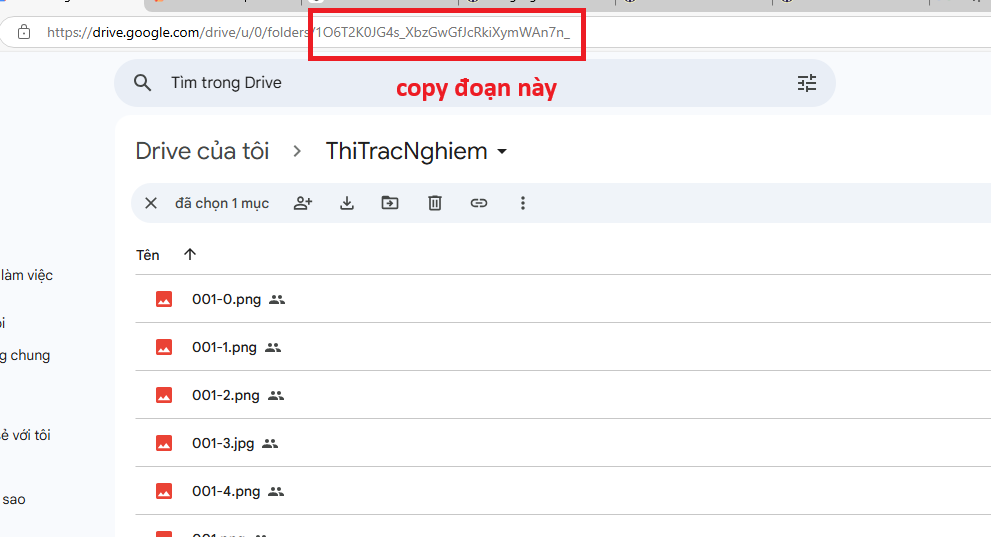 https://drive.google.com/drive/u/0/folders/1O6T2K0JG4s_XbzGwGfJcRkiXymWAn7n_
Tìm trong Drive
copy đoạn này
Drive của tôi > ThiTracNghiem
đã chọn 1 mục
Tên
làm việc
001-0.png
001-1.png
chung
001-2.png
với tôi
001-3.jpg
001-4.png
sao